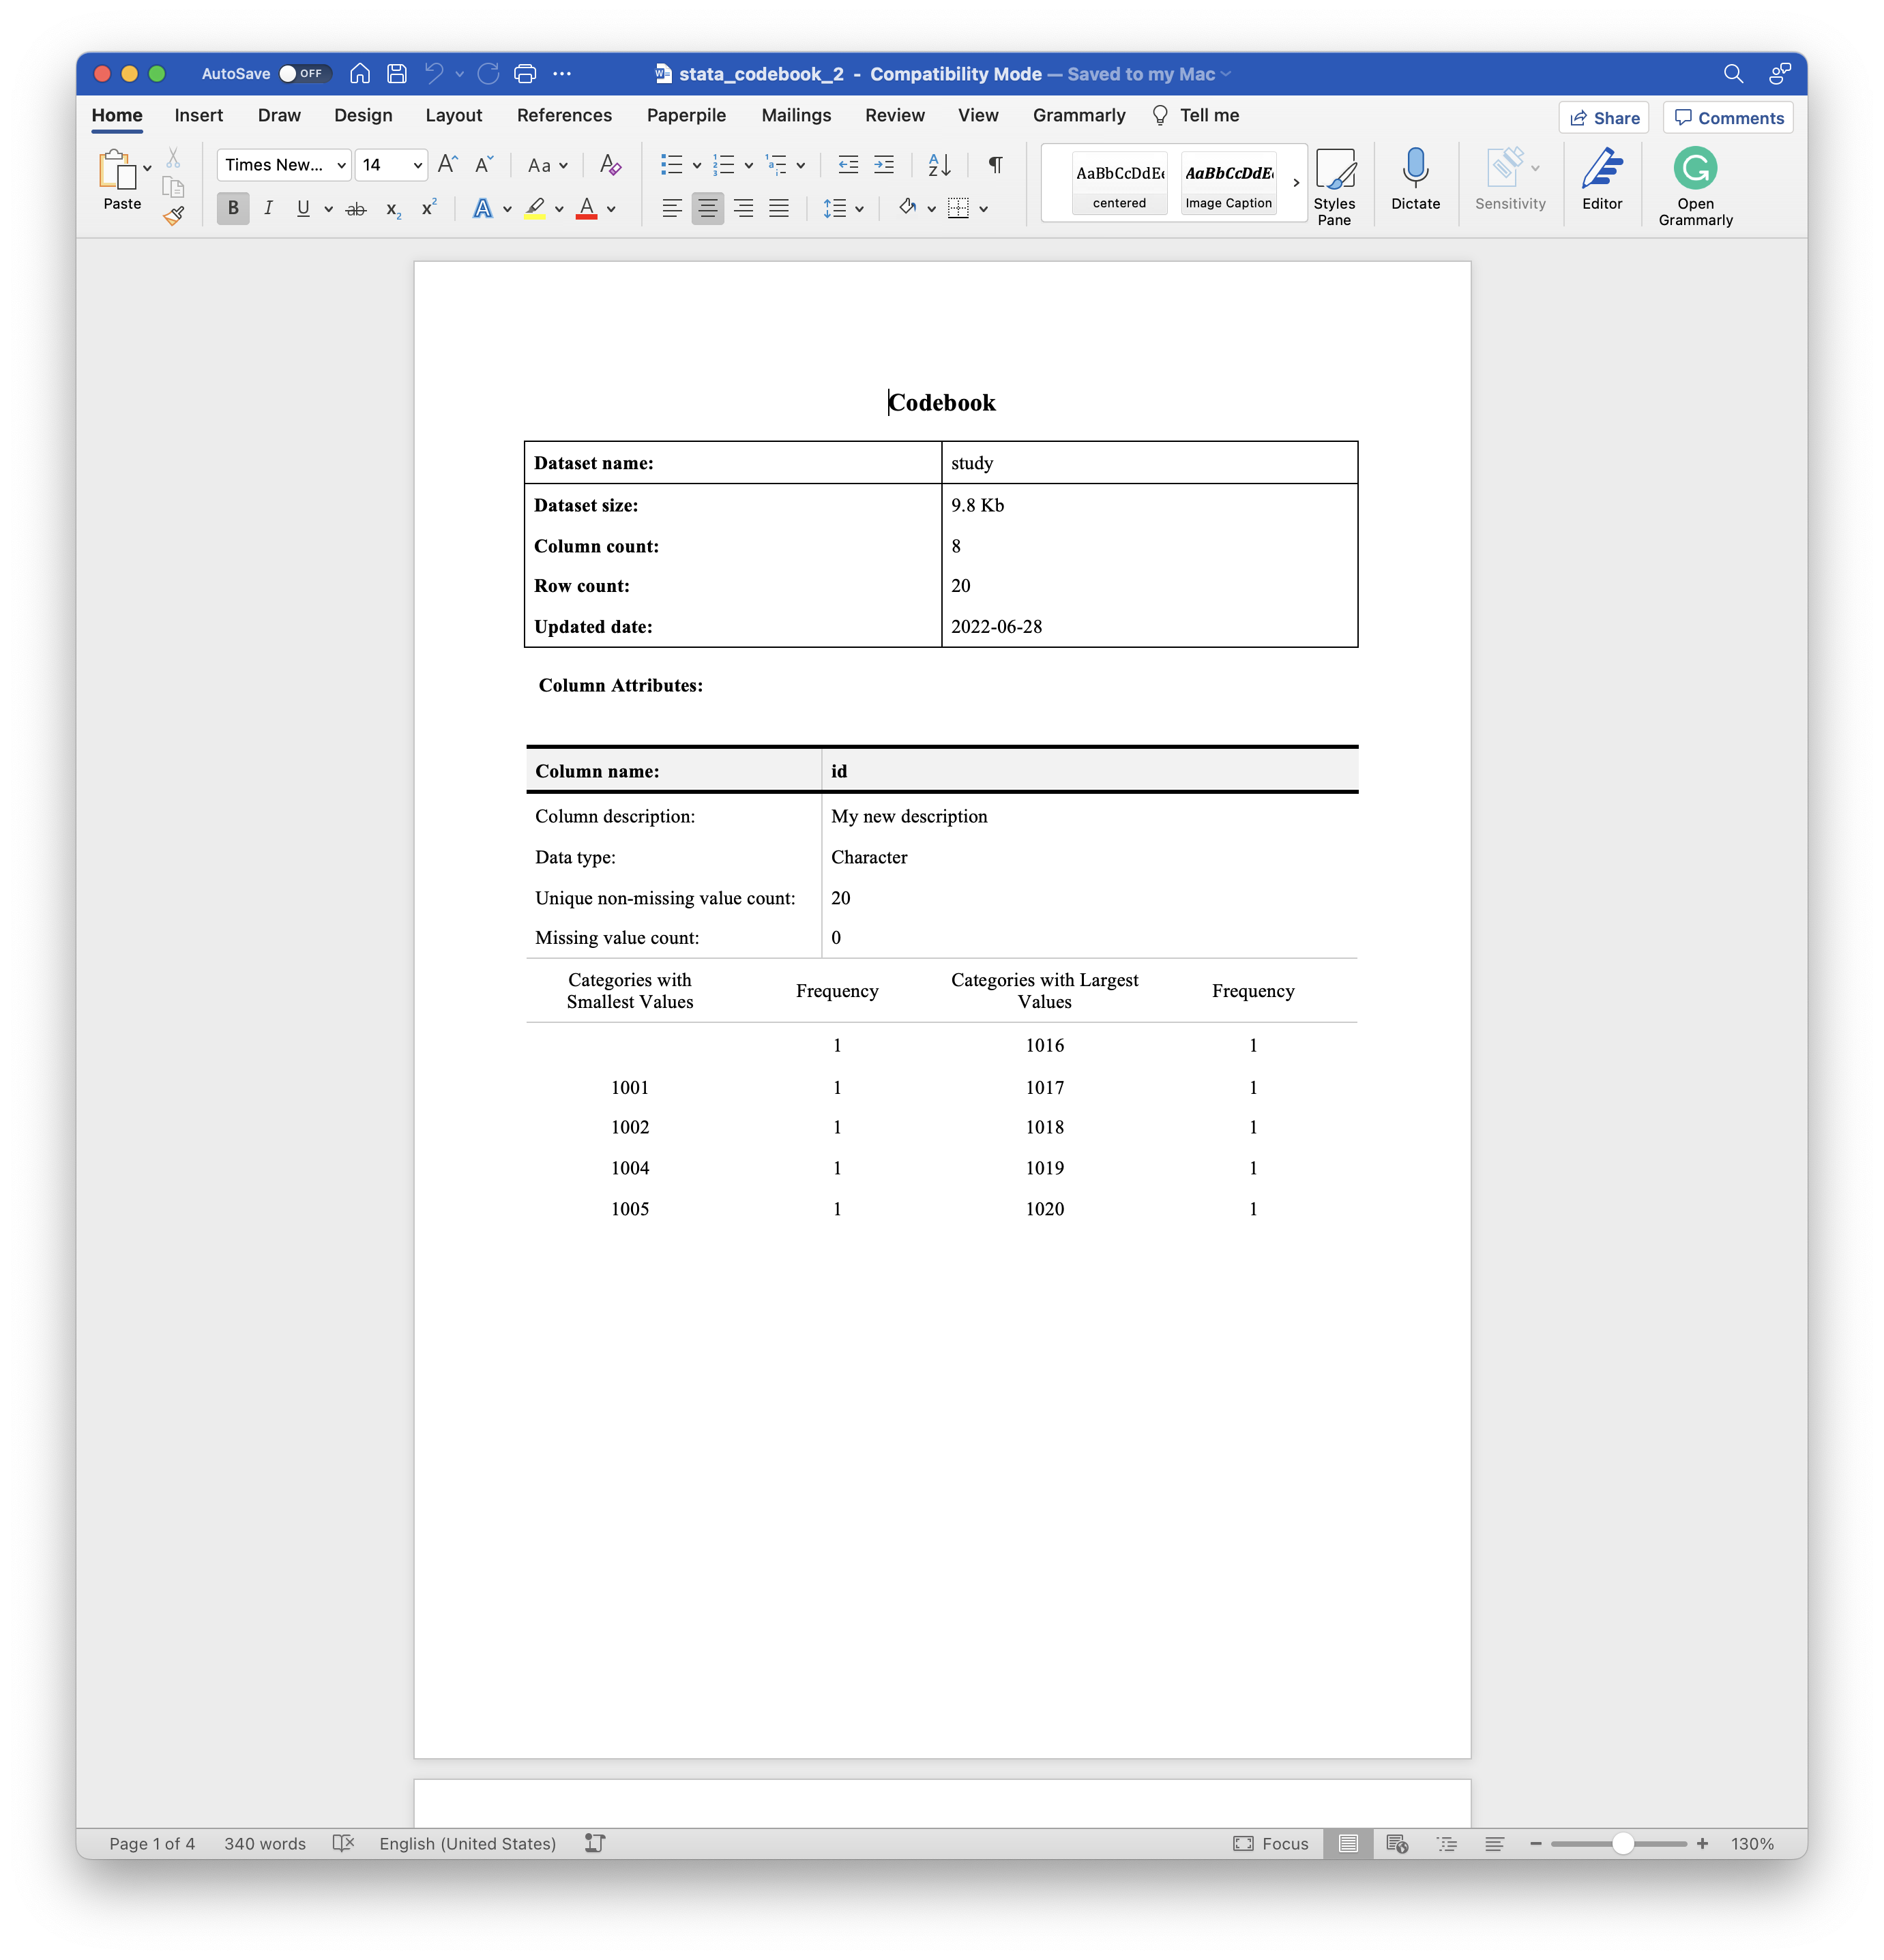 AutoSave OFF stata_codebook_2 - Compatibility Mode — Saved to my Mac
Home Insert Draw Design Layout References Paperpile Mailings Review View Grammarly Tell me Share Comments
Paste
Times New... 14
Aa
B I U ab x2 x2 A A
AaBbCcDdEe AaBbCcDdE
centered Image Caption
Styles Pane
Dictate
Sensitivity
Editor
Open Grammarly
Codebook
Dataset name: study
Dataset size: 9.8 Kb
Column count: 8
Row count: 20
Updated date: 2022-06-28
Column Attributes:
Column name: id
Column description: My new description
Data type: Character
Unique non-missing value count: 20
Missing value count: 0
Categories with Smallest Values Frequency Categories with Largest Values Frequency
1 1016 1
1001 1 1017 1
1002 1 1018 1
1004 1 1019 1
1005 1 1020 1
Page 1 of 4 340 words English (United States) Focus 130%